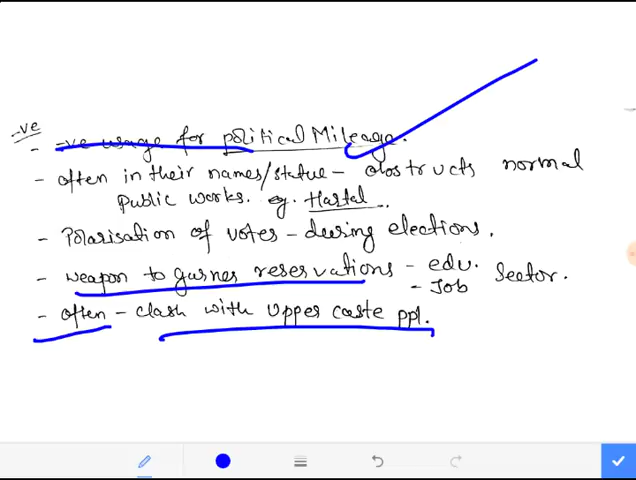 -ve
- -ve usage for political Mileage.
- often in their names/statue - obstructs normal
public works. eg. Hartal.
- Polarisation of votes - during elections.
- weapon to garner reservations - edu. Sector.
- Job
- often - clash with Upper caste ppl.